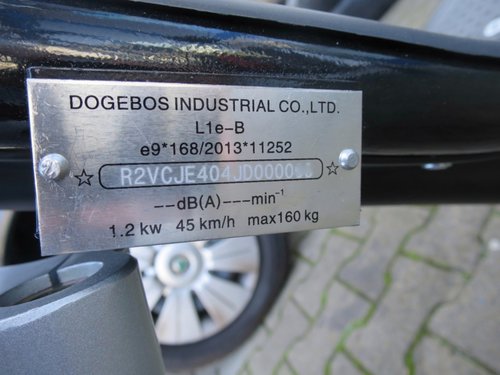 DOGEBOS INDUSTRIAL CO.,LTD.
L1e-B
e9*168/2013*11252
--dB(A)---min⁻¹
1.2 kw 45 km/h max160 kg